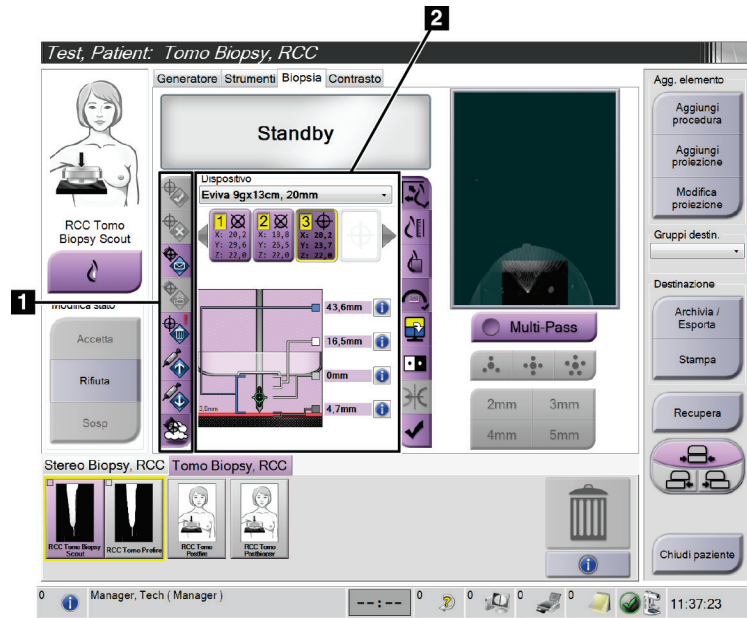 2
Test, Patient: Tomo Biopsy, RCC
Generatore Strumenti Biopsia Contrasto
Standby
Dispositivo
Eviva 9gx13cm, 20mm
1
X: 20,2
Y: 29,6
Z: 22,0
2
X: 13,8
Y: 25,5
Z: 22,0
3
X: 20,2
Y: 23,7
Z: 22,0
43,6mm
16,5mm
0mm
4,7mm
RCC Tomo
Biopsy Scout
1
Modifica stato
Accetta
Rifiuta
Sosp
Multi-Pass
2mm 3mm
4mm 5mm
Agg. elemento
Aggiungi
procedura
Aggiungi
proiezione
Modifica
proiezione
Gruppi destin.
Destinazione
Archivia /
Esporta
Stampa
Recupera
Chiudi paziente
Stereo Biopsy, RCC Tomo Biopsy, RCC
RCC Tomo Biopsy
Scout
RCC Tomo Prefire
RCC Tomo
Postfire
RCC Tomo
Postbiopsy
0 Manager, Tech ( Manager ) --:-- 0 0 0 0 11:37:23